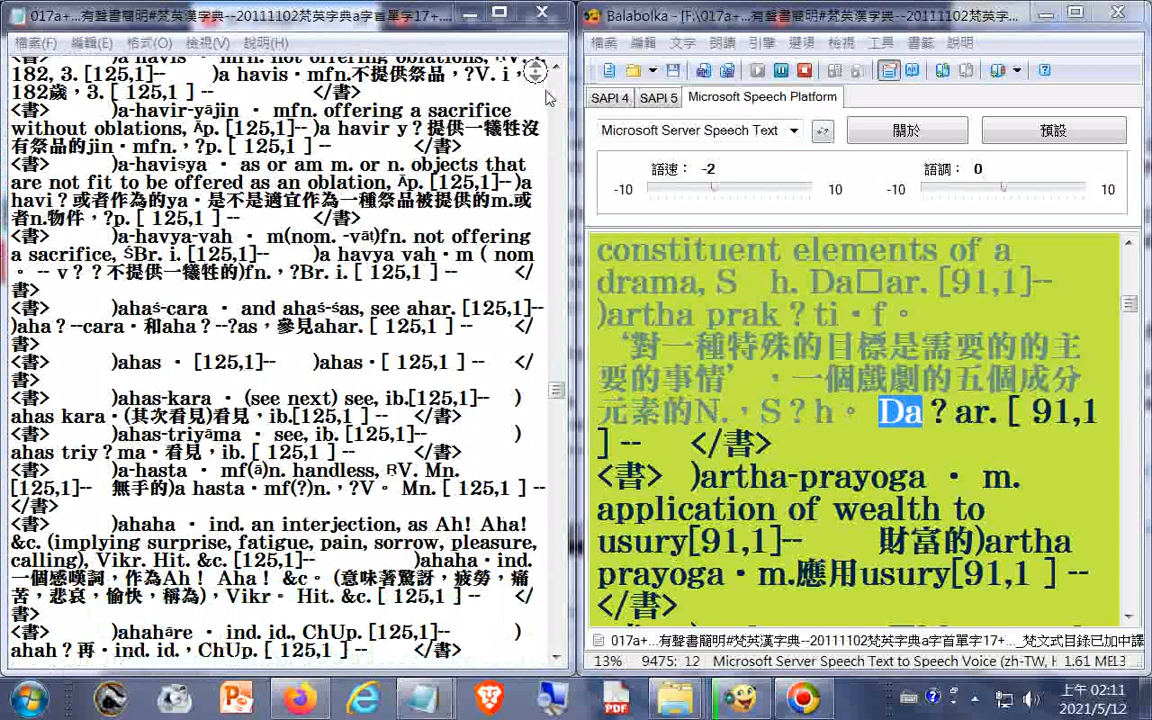 017a+...有聲書簡明#梵英漢字典--20111102梵英字典a字首單字17+...
檔案(F) 編輯(E) 格式(O) 檢視(V) 說明(H)
182, 3. [125,1]-- )a havis・mfn.不提供祭品，?V. i，
182歲，3. [ 125,1 ] -- </書>
<書> )a-havir-yājin ・ mfn. offering a sacrifice
without oblations, Āp. [125,1]-- )a havir y？提供一犧牲沒
有祭品的jin・mfn.，?p. [ 125,1 ] -- </書>
<書> )a-haviṣya ・ as or am m. or n. objects that
are not fit to be offered as an oblation, Āp. [125,1]--)a
havi？或者作為的ya・是不是適宜作為一種祭品被提供的m.或
者n.物件，?p. [ 125,1 ] -- </書>
<書> )a-havya-vah ・ m(nom. -vāṭ)fn. not offering
a sacrifice, ŚBr. i. [125,1]-- )a havya vah・m ( nom
。 -- v？？不提供一犧牲的)fn.，?Br. i. [ 125,1 ] -- </
書>
<書> )ahaś-cara ・ and ahaś-śas, see ahar. [125,1]--
)aha？--cara・和aha？--?as，參見ahar. [ 125,1 ] -- </
書>
<書> )ahas ・ [125,1]-- )ahas・[ 125,1 ] -- </
書>
<書> )ahas-kara ・ (see next) see, ib.[125,1]-- )
ahas kara・(其次看見)看見，ib.[125,1 ] -- </書>
<書> )ahas-triyāma ・ see, ib. [125,1]-- )
ahas triy？ma・看見，ib. [ 125,1 ] -- </書>
<書> )a-hasta ・ mf(ā)n. handless, ṚV. Mn.
[125,1]-- 無手的)a hasta・mf(?)n.，?V。 Mn. [ 125,1 ] --
</書>
<書> )ahaha ・ ind. an interjection, as Ah! Aha!
&c. (implying surprise, fatigue, pain, sorrow, pleasure,
calling), Vikr. Hit. &c. [125,1]-- )ahaha・ind.
一個感嘆詞，作為Ah！ Aha！ &c。 (意味著驚訝，疲勞，痛
苦，悲哀，愉快，稱為)，Vikr。 Hit. &c. [ 125,1 ] -- </
書>
<書> )ahahāre ・ ind. id., ChUp. [125,1]-- )
ahah？再・ind. id.，ChUp. [ 125,1 ] -- </書>
Balabolka - [F:\017a+...有聲書簡明#梵英漢字典--20111102梵英字...
檔案 編輯 文字 朗讀 引擎 選項 檢視 工具 書籤 說明
SAPI 4 SAPI 5 Microsoft Speech Platform
Microsoft Server Speech Text 關於 預設
語速： -2 語調： 0
-10 10 -10 10
constituent elements of a
drama, S h. Da□ar. [91,1]--
)artha prak？ti・f。
‘對一種特殊的目標是需要的的主
要的事情’，一個戲劇的五個成分
元素的N.，S？h。 Da？ar. [ 91,1
] -- </書>
<書> )artha-prayoga ・ m.
application of wealth to
usury[91,1]-- 財富的)artha
prayoga・m.應用usury[91,1 ] --
</書>
017a+...有聲書簡明#梵英漢字典--20111102梵英字典a字首單字17+..._梵文式目錄已加中譯
13% 9475: 12 Microsoft Server Speech Text to Speech Voice (zh-TW, H 1.61 МЕЗ
上午 02:11
2021/5/12